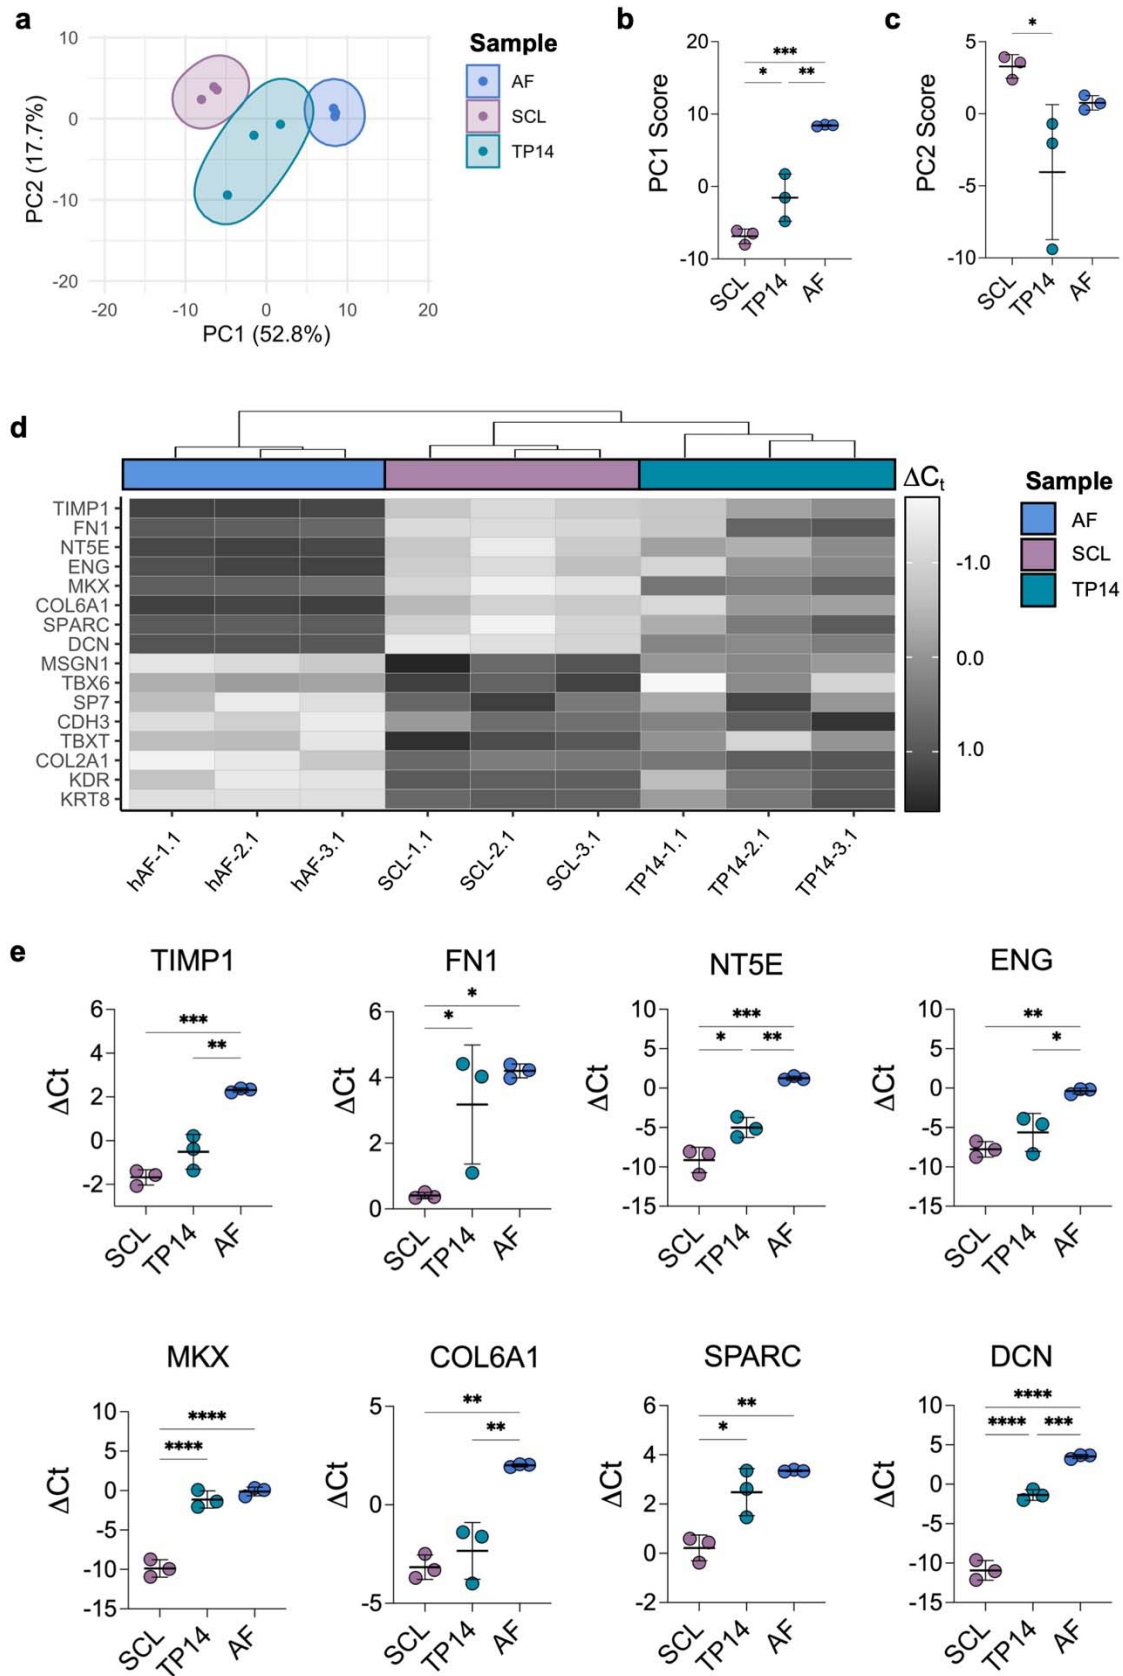 a
10
0
-10
-20
PC2 (17.7%)
-20
-10
0
10
20
PC1 (52.8%)
Sample
AF
SCL
TP14
b
PC1 Score
20
10
0
-10
***
*
**
SCL
TP14
AF
c
PC2 Score
5
0
-5
-10
*
SCL
TP14
AF
d
TIMP1
FN1
NT5E
ENG
MKX
COL6A1
SPARC
DCN
MSGN1
TBX6
SP7
CDH3
TBXT
COL2A1
KDR
KRT8
hAF-1.1
hAF-2.1
hAF-3.1
SCL-1.1
SCL-2.1
SCL-3.1
TP14-1.1
TP14-2.1
TP14-3.1
ΔCt
-1.0
0.0
1.0
Sample
AF
SCL
TP14
e
TIMP1
ΔCt
6
4
2
0
-2
***
**
SCL
TP14
AF
FN1
ΔCt
6
4
2
0
*
*
SCL
TP14
AF
NT5E
ΔCt
10
5
0
-5
-10
-15
***
*
**
SCL
TP14
AF
ENG
ΔCt
10
5
0
-5
-10
-15
**
*
SCL
TP14
AF
MKX
ΔCt
10
5
0
-5
-10
-15
****
****
SCL
TP14
AF
COL6A1
ΔCt
5
0
-5
**
**
SCL
TP14
AF
SPARC
ΔCt
6
4
2
0
-2
**
*
SCL
TP14
AF
DCN
ΔCt
10
5
0
-5
-10
-15
****
****
***
SCL
TP14
AF